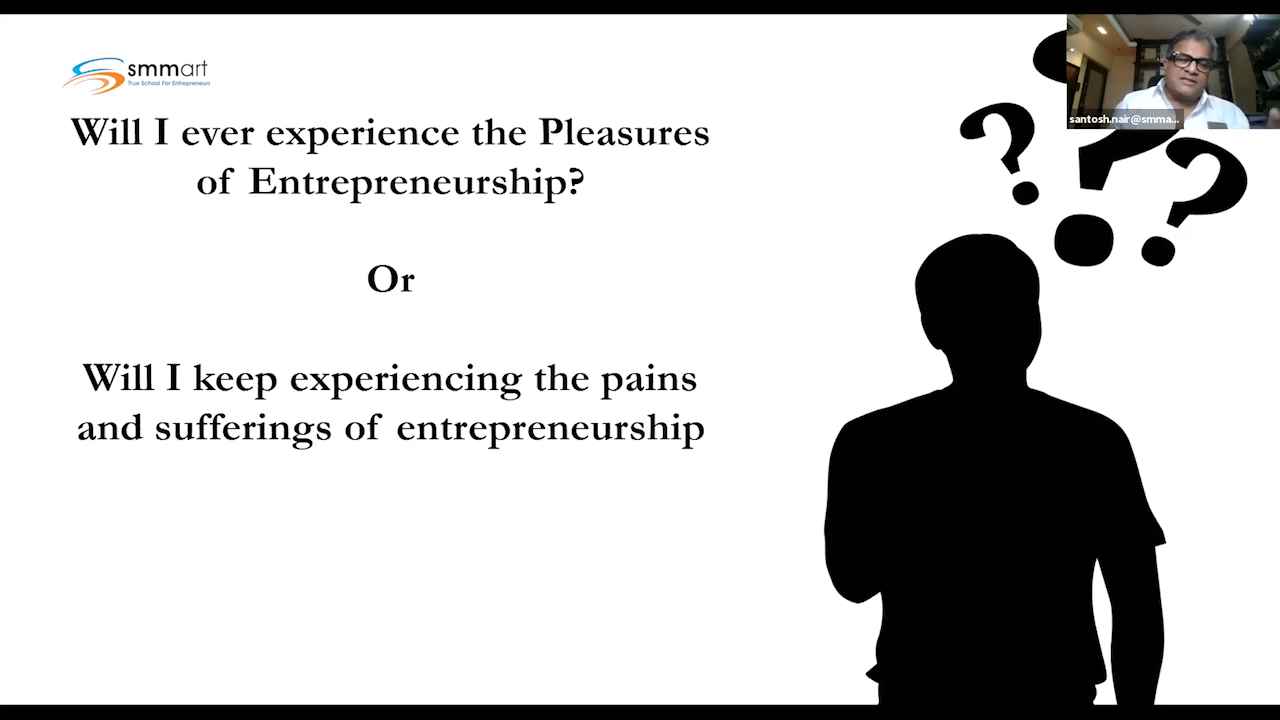 smmart
True School For Entrepreneurs
santosh.nair@smma...
Will I ever experience the Pleasures
of Entrepreneurship?
Or
Will I keep experiencing the pains
and sufferings of entrepreneurship